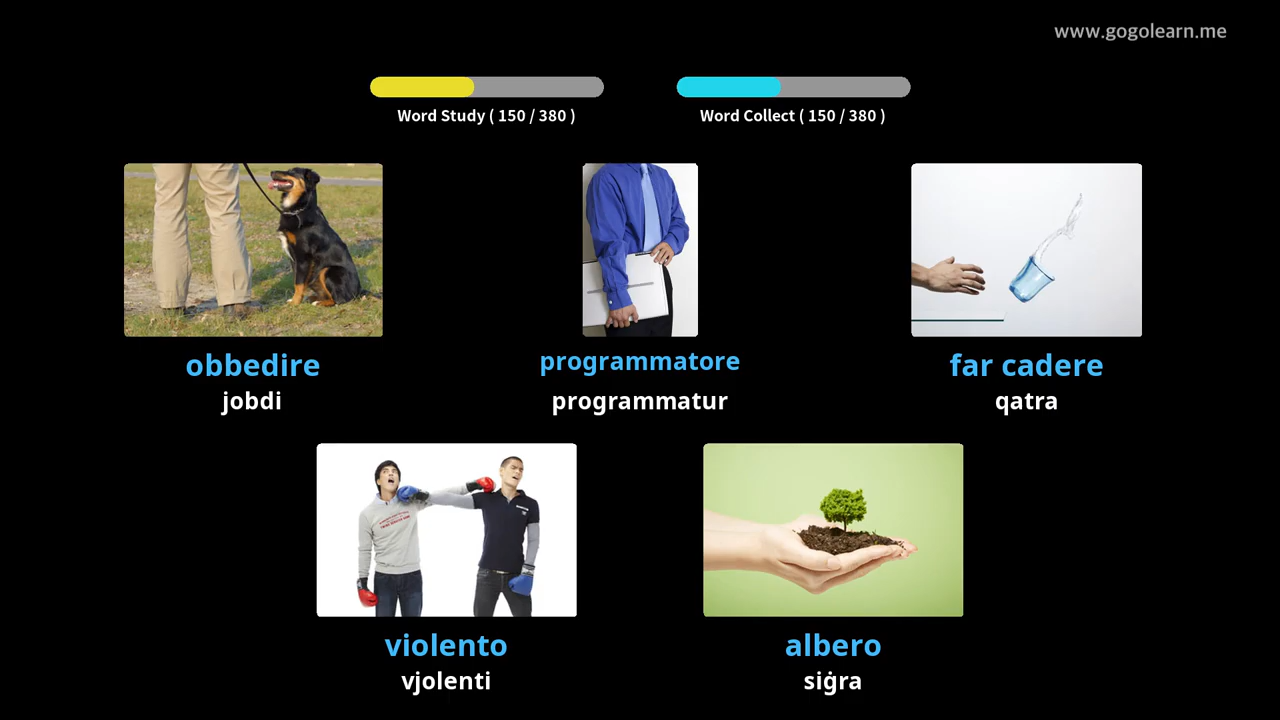 www.gogolearn.me
Word Study ( 150 / 380 )
Word Collect ( 150 / 380 )
obbedire
jobdi
programmatore
programmatur
far cadere
qatra
violento
vjolenti
albero
siġra